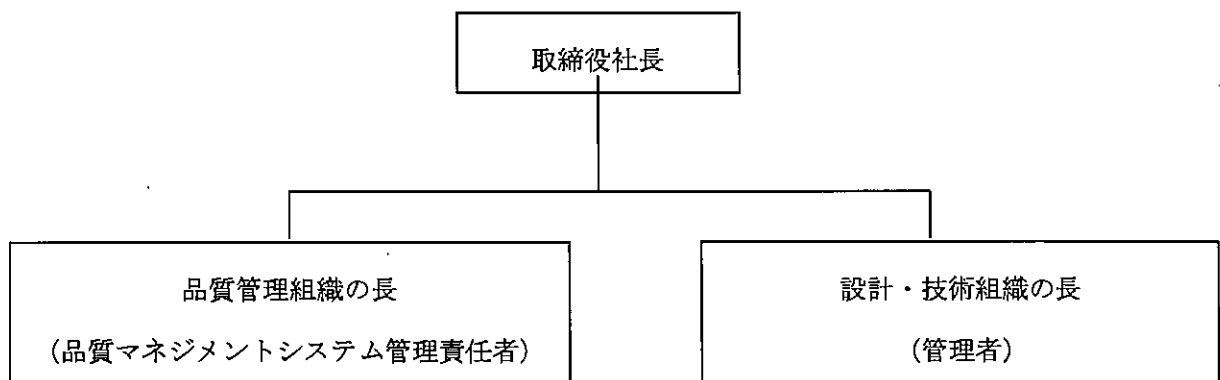 取締役社長
品質管理組織の長
(品質マネジメントシステム管理責任者)
設計・技術組織の長
(管理者)